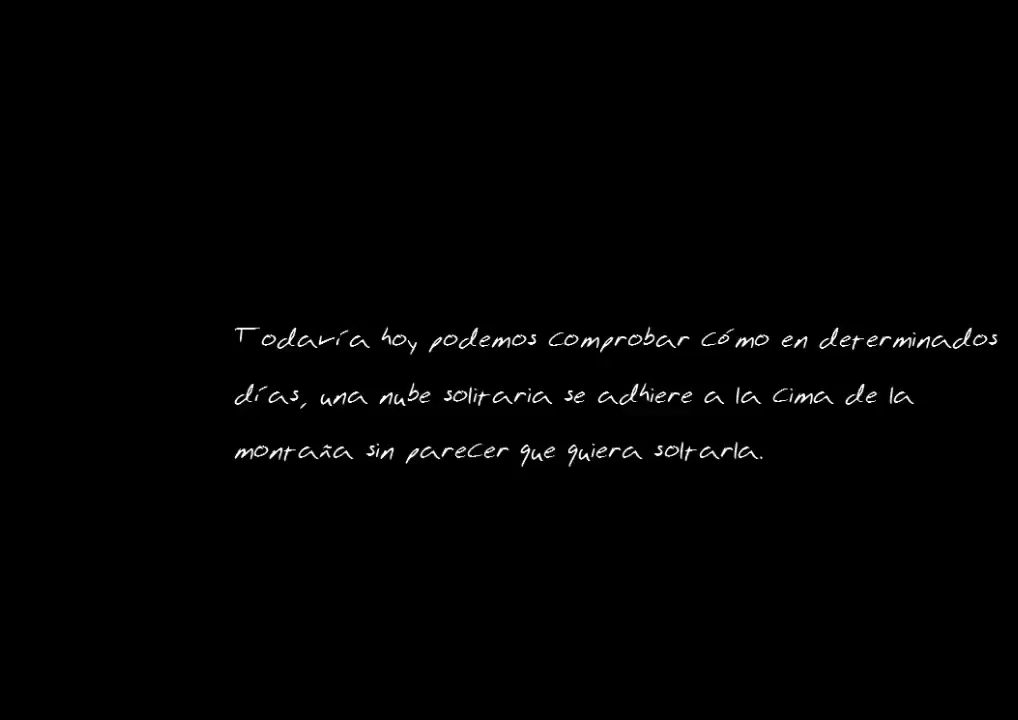 Todavía hoy podemos comprobar cómo en determinados
días, una nube solitaria se adhiere a la cima de la
montaña sin parecer que quiera soltarla.